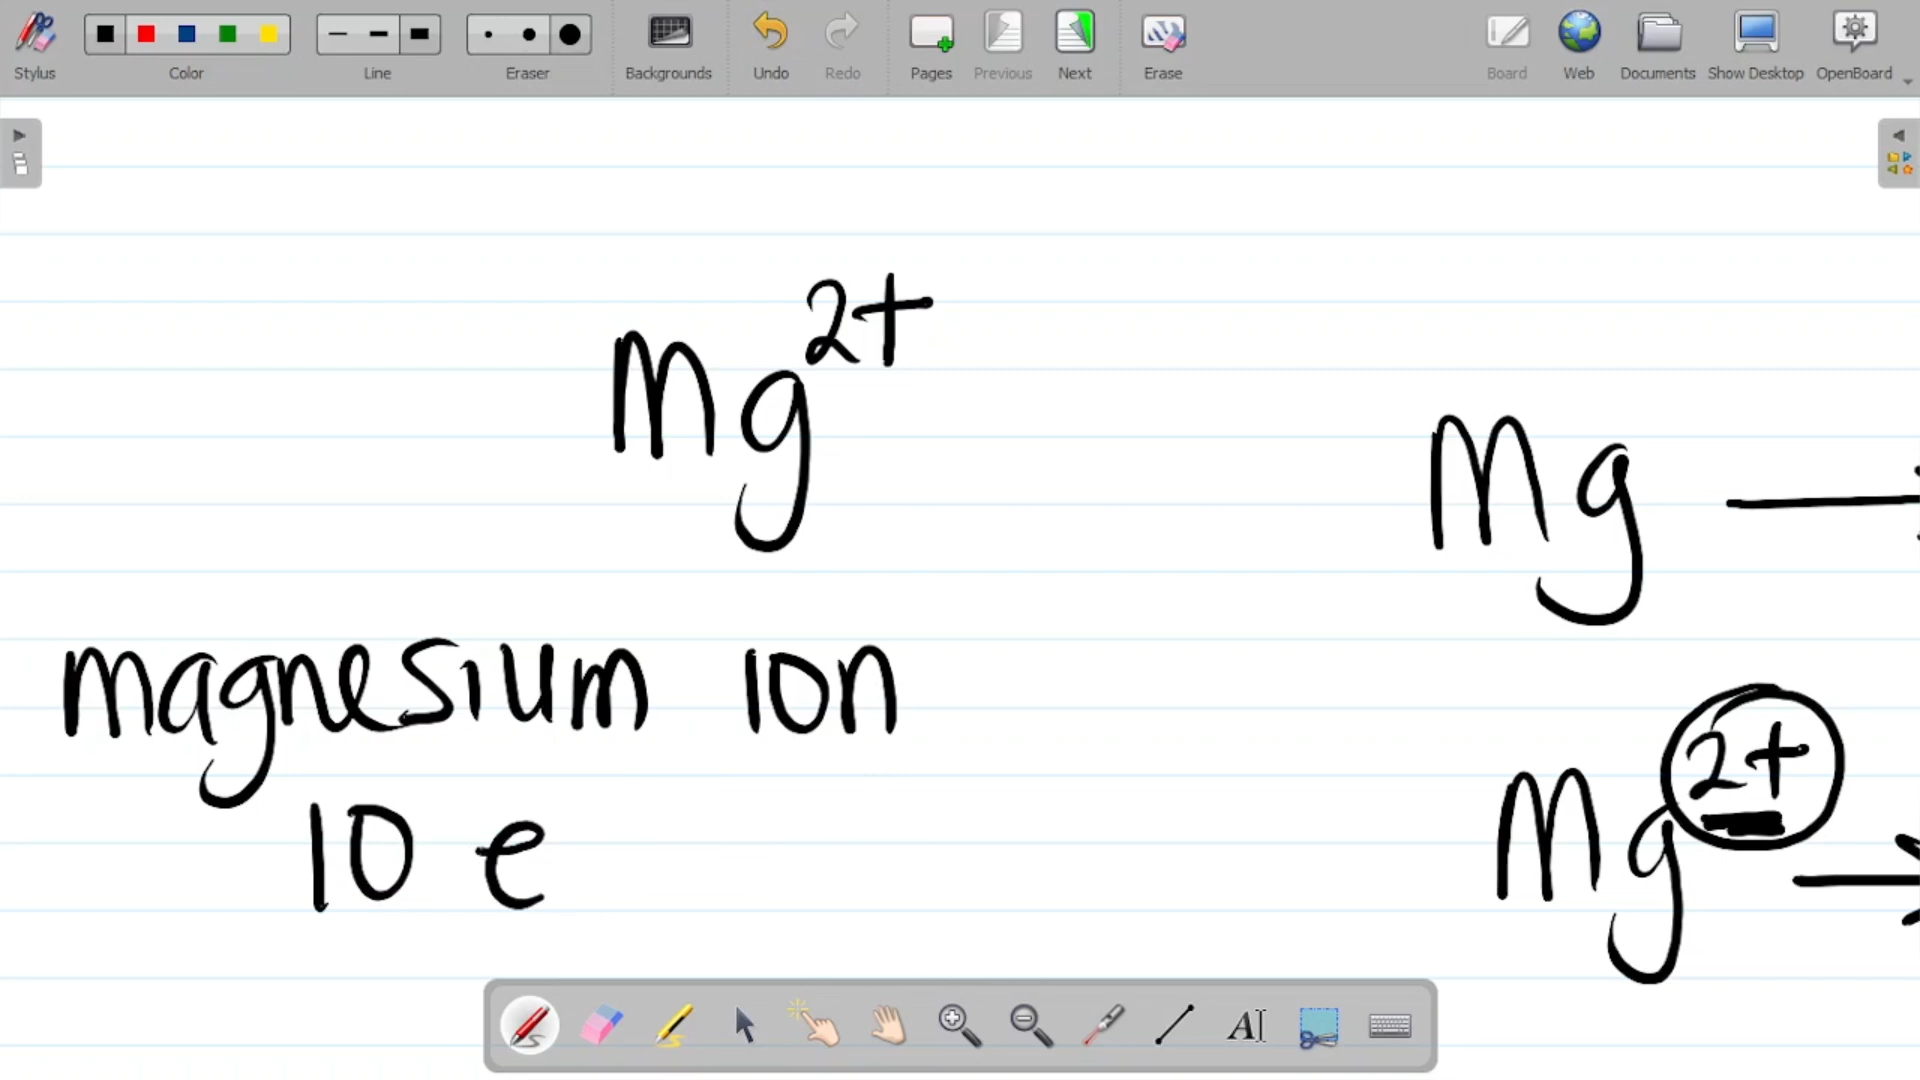 Stylus Color Line Eraser Backgrounds Undo Redo Pages Previous Next Erase Board Web Documents Show Desktop OpenBoard
Mg²⁺
Mg →
magnesium ion
10 e
Mg²⁺ →